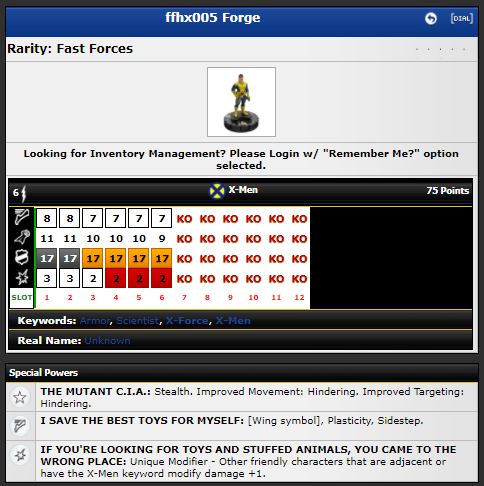 ffhx005 Forge
[DIAL]
Rarity: Fast Forces
Looking for Inventory Management? Please Login w/ "Remember Me?" option
selected.
6 X-Men 75 Points
8 8 7 7 7 7 KO KO KO KO KO KO
11 11 10 10 10 9 KO KO KO KO KO KO
17 17 17 17 17 17 KO KO KO KO KO KO
3 3 3 2 2 2 KO KO KO KO KO KO
SLOT 1 2 3 4 5 6 7 8 9 10 11 12
Keywords: Armor, Scientist, X-Force, X-Men
Real Name: Unknown
Special Powers
THE MUTANT C.I.A.: Stealth. Improved Movement: Hindering. Improved Targeting:
Hindering.
I SAVE THE BEST TOYS FOR MYSELF: [Wing symbol], Plasticity, Sidestep.
IF YOU'RE LOOKING FOR TOYS AND STUFFED ANIMALS, YOU CAME TO THE
WRONG PLACE: Unique Modifier - Other friendly characters that are adjacent or
have the X-Men keyword modify damage +1.